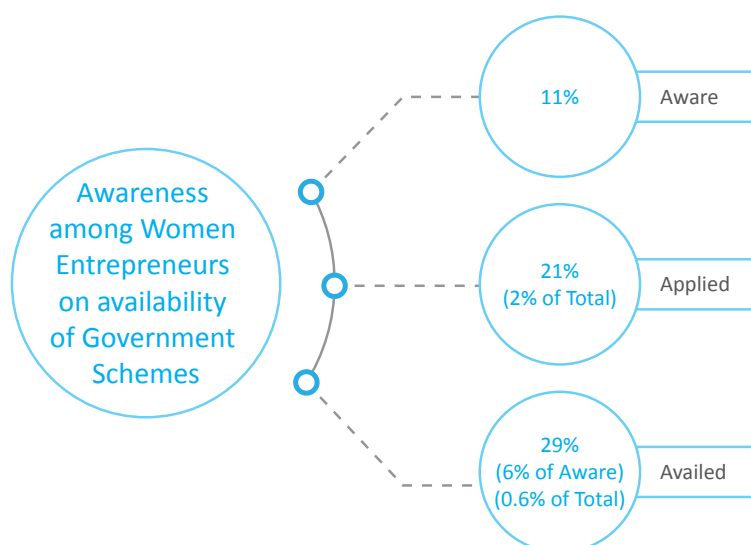 Awareness
among Women
Entrepreneurs
on availability
of Government
Schemes
11%
Aware
21%
(2% of Total)
Applied
29%
(6% of Aware)
(0.6% of Total)
Availed